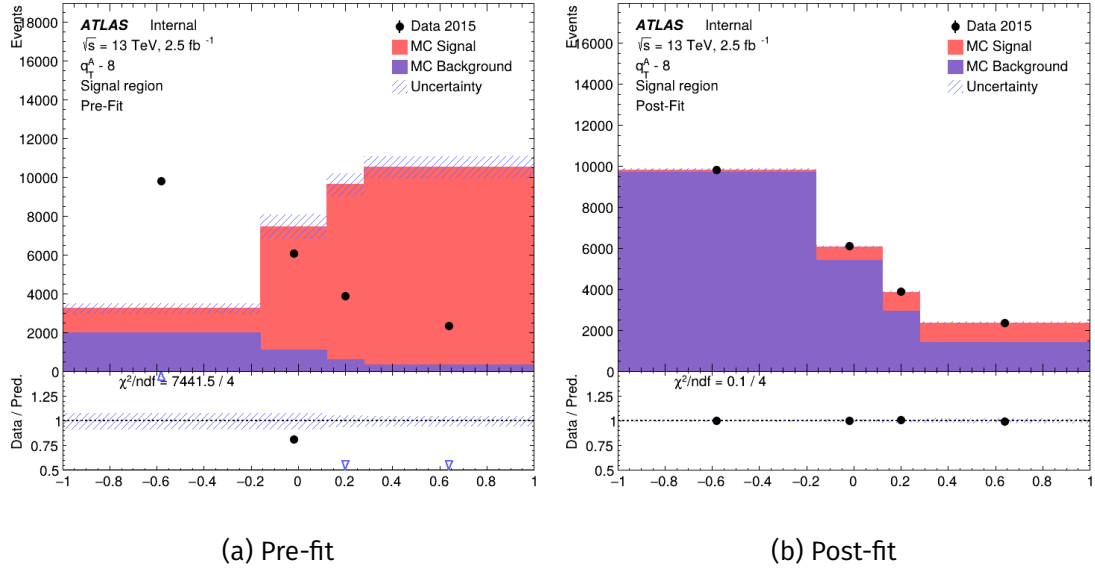 Events
18000
16000
14000
12000
10000
8000
6000
4000
2000
0
ATLAS Internal
√s = 13 TeV, 2.5 fb⁻¹
q_T^A - 8
Signal region
Pre-Fit
Data 2015
MC Signal
MC Background
Uncertainty
χ²/ndf = 7441.5 / 4
Data / Pred.
1.25
1
0.75
0.5
−1 −0.8 −0.6 −0.4 −0.2 0 0.2 0.4 0.6 0.8 1
(a) Pre-fit
Events
16000
14000
12000
10000
8000
6000
4000
2000
0
ATLAS Internal
√s = 13 TeV, 2.5 fb⁻¹
q_T^A - 8
Signal region
Post-Fit
Data 2015
MC Signal
MC Background
Uncertainty
χ²/ndf = 0.1 / 4
Data / Pred.
1.25
1
0.75
0.5
−1 −0.8 −0.6 −0.4 −0.2 0 0.2 0.4 0.6 0.8 1
(b) Post-fit